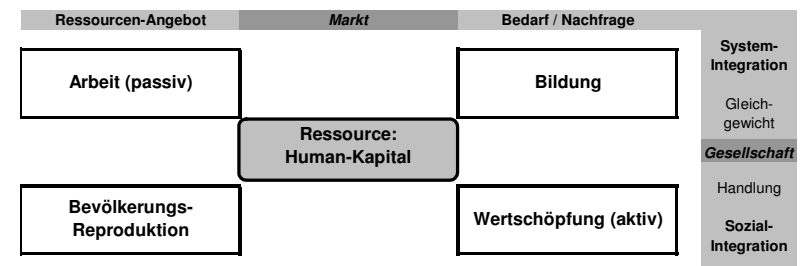 Ressourcen-Angebot
Markt
Bedarf / Nachfrage
System-
Integration
Arbeit (passiv)
Bildung
Gleich-
gewicht
Ressource:
Human-Kapital
Gesellschaft
Handlung
Bevölkerungs-
Reproduktion
Wertschöpfung (aktiv)
Sozial-
Integration